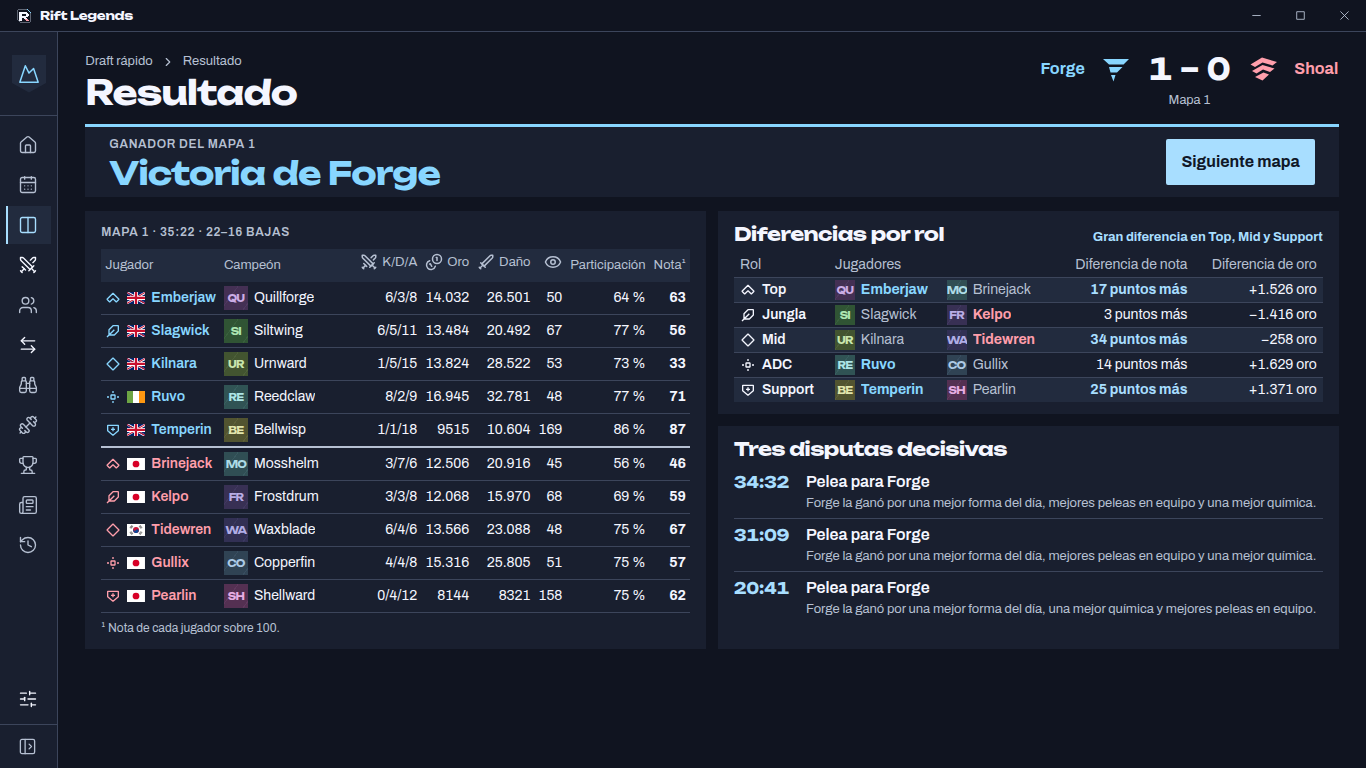 Rift Legends
Draft rápido > Resultado
Resultado
Forge 1 – 0 Shoal
Mapa 1
GANADOR DEL MAPA 1
Victoria de Forge
Siguiente mapa
MAPA 1 · 35:22 · 22–16 BAJAS
Jugador Campeón K/D/A Oro Daño Participación Nota¹
Emberjaw QU Quillforge 6/3/8 14.032 26.501 50 64 % 63
Slagwick SI Siltwing 6/5/11 13.484 20.492 67 77 % 56
Kilnara UR Urnward 1/5/15 13.824 28.522 53 73 % 33
Ruvo RE Reedclaw 8/2/9 16.945 32.781 48 77 % 71
Temperin BE Bellwisp 1/1/18 9515 10.604 169 86 % 87
Brinejack MO Mosshelm 3/7/6 12.506 20.916 45 56 % 46
Kelpo FR Frostdrum 3/3/8 12.068 15.970 68 69 % 59
Tidewren WA Waxblade 6/4/6 13.566 23.088 48 75 % 67
Gullix CO Copperfin 4/4/8 15.316 25.805 51 75 % 57
Pearlin SH Shellward 0/4/12 8144 8321 158 75 % 62
¹ Nota de cada jugador sobre 100.
Diferencias por rol
Gran diferencia en Top, Mid y Support
Rol Jugadores Diferencia de nota Diferencia de oro
Top QU Emberjaw MO Brinejack 17 puntos más +1.526 oro
Jungla SI Slagwick FR Kelpo 3 puntos más −1.416 oro
Mid UR Kilnara WA Tidewren 34 puntos más −258 oro
ADC RE Ruvo CO Gullix 14 puntos más +1.629 oro
Support BE Temperin SH Pearlin 25 puntos más +1.371 oro
Tres disputas decisivas
34:32 Pelea para Forge
Forge la ganó por una mejor forma del día, mejores peleas en equipo y una mejor química.
31:09 Pelea para Forge
Forge la ganó por una mejor forma del día, mejores peleas en equipo y una mejor química.
20:41 Pelea para Forge
Forge la ganó por una mejor forma del día, una mejor química y mejores peleas en equipo.